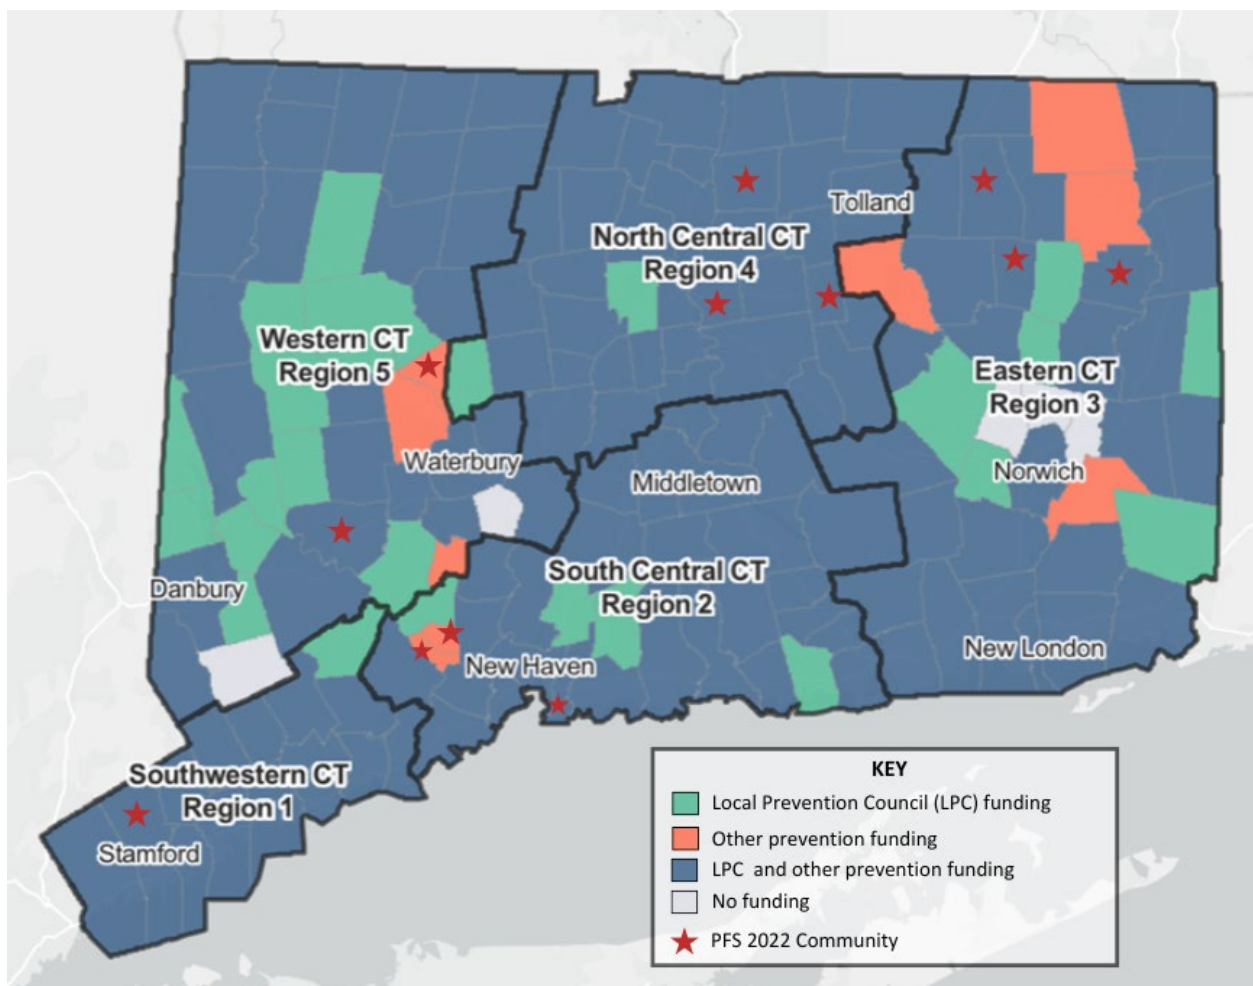 Tolland
North Central CT
Region 4
Western CT
Region 5
Eastern CT
Region 3
Waterbury
Middletown
Norwich
South Central CT
Region 2
Danbury
New Haven
New London
Southwestern CT
Region 1
Stamford
KEY
Local Prevention Council (LPC) funding
Other prevention funding
LPC and other prevention funding
No funding
PFS 2022 Community